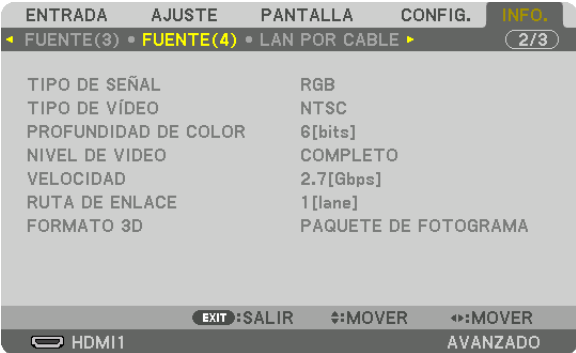 ENTRADA AJUSTE PANTALLA CONFIG. INFO.
FUENTE(3) • FUENTE(4) • LAN POR CABLE 2/3
TIPO DE SEÑAL RGB
TIPO DE VÍDEO NTSC
PROFUNDIDAD DE COLOR 6[bits]
NIVEL DE VIDEO COMPLETO
VELOCIDAD 2.7[Gbps]
RUTA DE ENLACE 1[lane]
FORMATO 3D PAQUETE DE FOTOGRAMA
EXIT :SALIR :MOVER :MOVER
HDMI1 AVANZADO